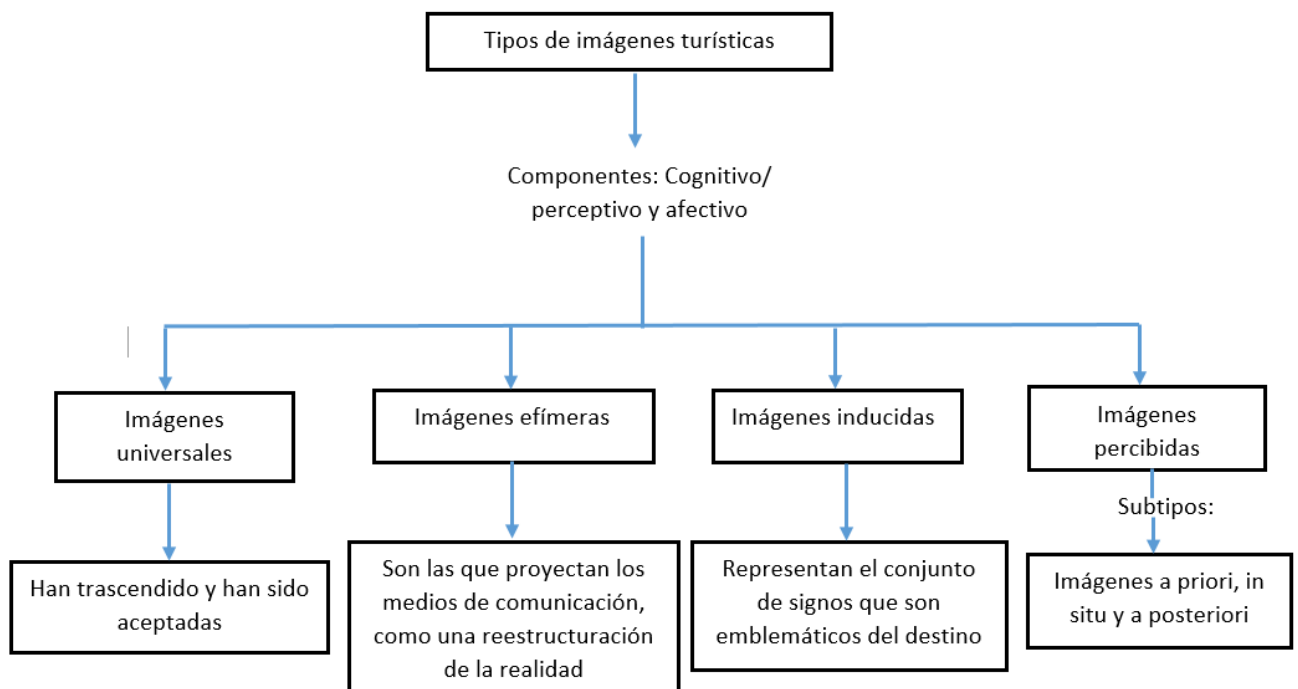 Tipos de imágenes turísticas
Componentes: Cognitivo/
perceptivo y afectivo
Imágenes
universales
Imágenes efímeras
Imágenes inducidas
Imágenes
percibidas
Subtipos:
Han trascendido y han sido
aceptadas
Son las que proyectan los
medios de comunicación,
como una reestructuración
de la realidad
Representan el conjunto
de signos que son
emblemáticos del destino
Imágenes a priori, in
situ y a posteriori